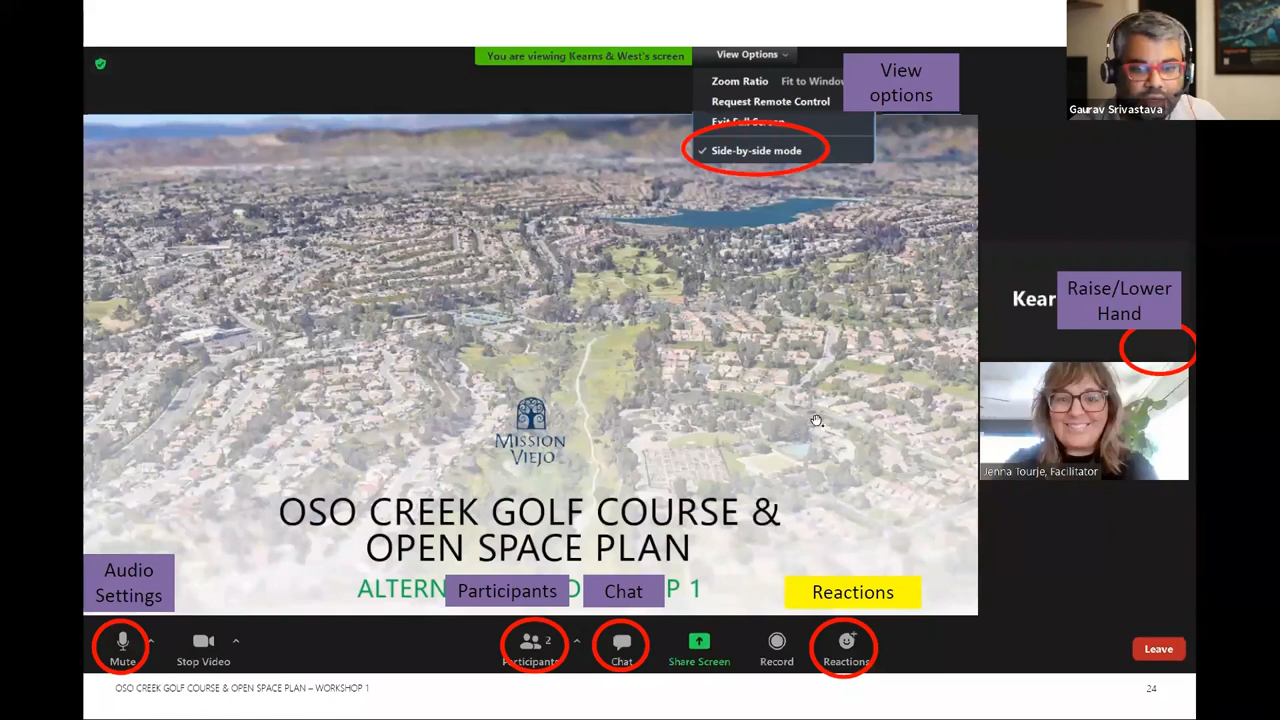 You are viewing Kearns & West's screen
View Options
Zoom Ratio Fit to Window
Request Remote Control
Exit Full Screen
Side-by-side mode
View
options
Gaurav Srivastava
Kear
Raise/Lower
Hand
Jenna Tourje, Facilitator
MISSION
VIEJO
OSO CREEK GOLF COURSE &
OPEN SPACE PLAN
ALTERN
P 1
Audio
Settings
Participants
Chat
Reactions
Mute
Stop Video
Participants
2
Chat
Share Screen
Record
Reactions
Leave
OSO CREEK GOLF COURSE & OPEN SPACE PLAN – WORKSHOP 1
24